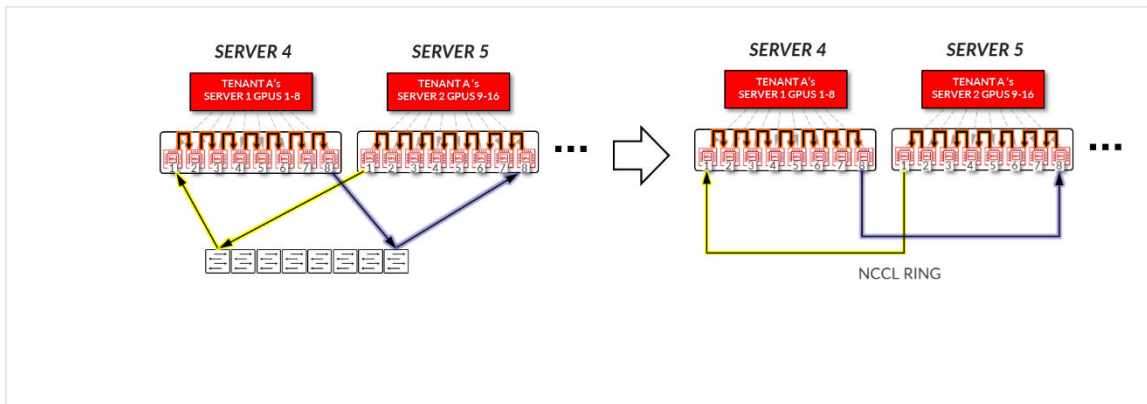 SERVER 4
SERVER 5
TENANT A's
SERVER 1 GPUS 1-8
TENANT A's
SERVER 2 GPUS 9-16
1 2 3 4 5 6 7 8
1 2 3 4 5 6 7 8
...
SERVER 4
SERVER 5
TENANT A's
SERVER 1 GPUS 1-8
TENANT A's
SERVER 2 GPUS 9-16
1 2 3 4 5 6 7 8
1 2 3 4 5 6 7 8
...
NCCL RING